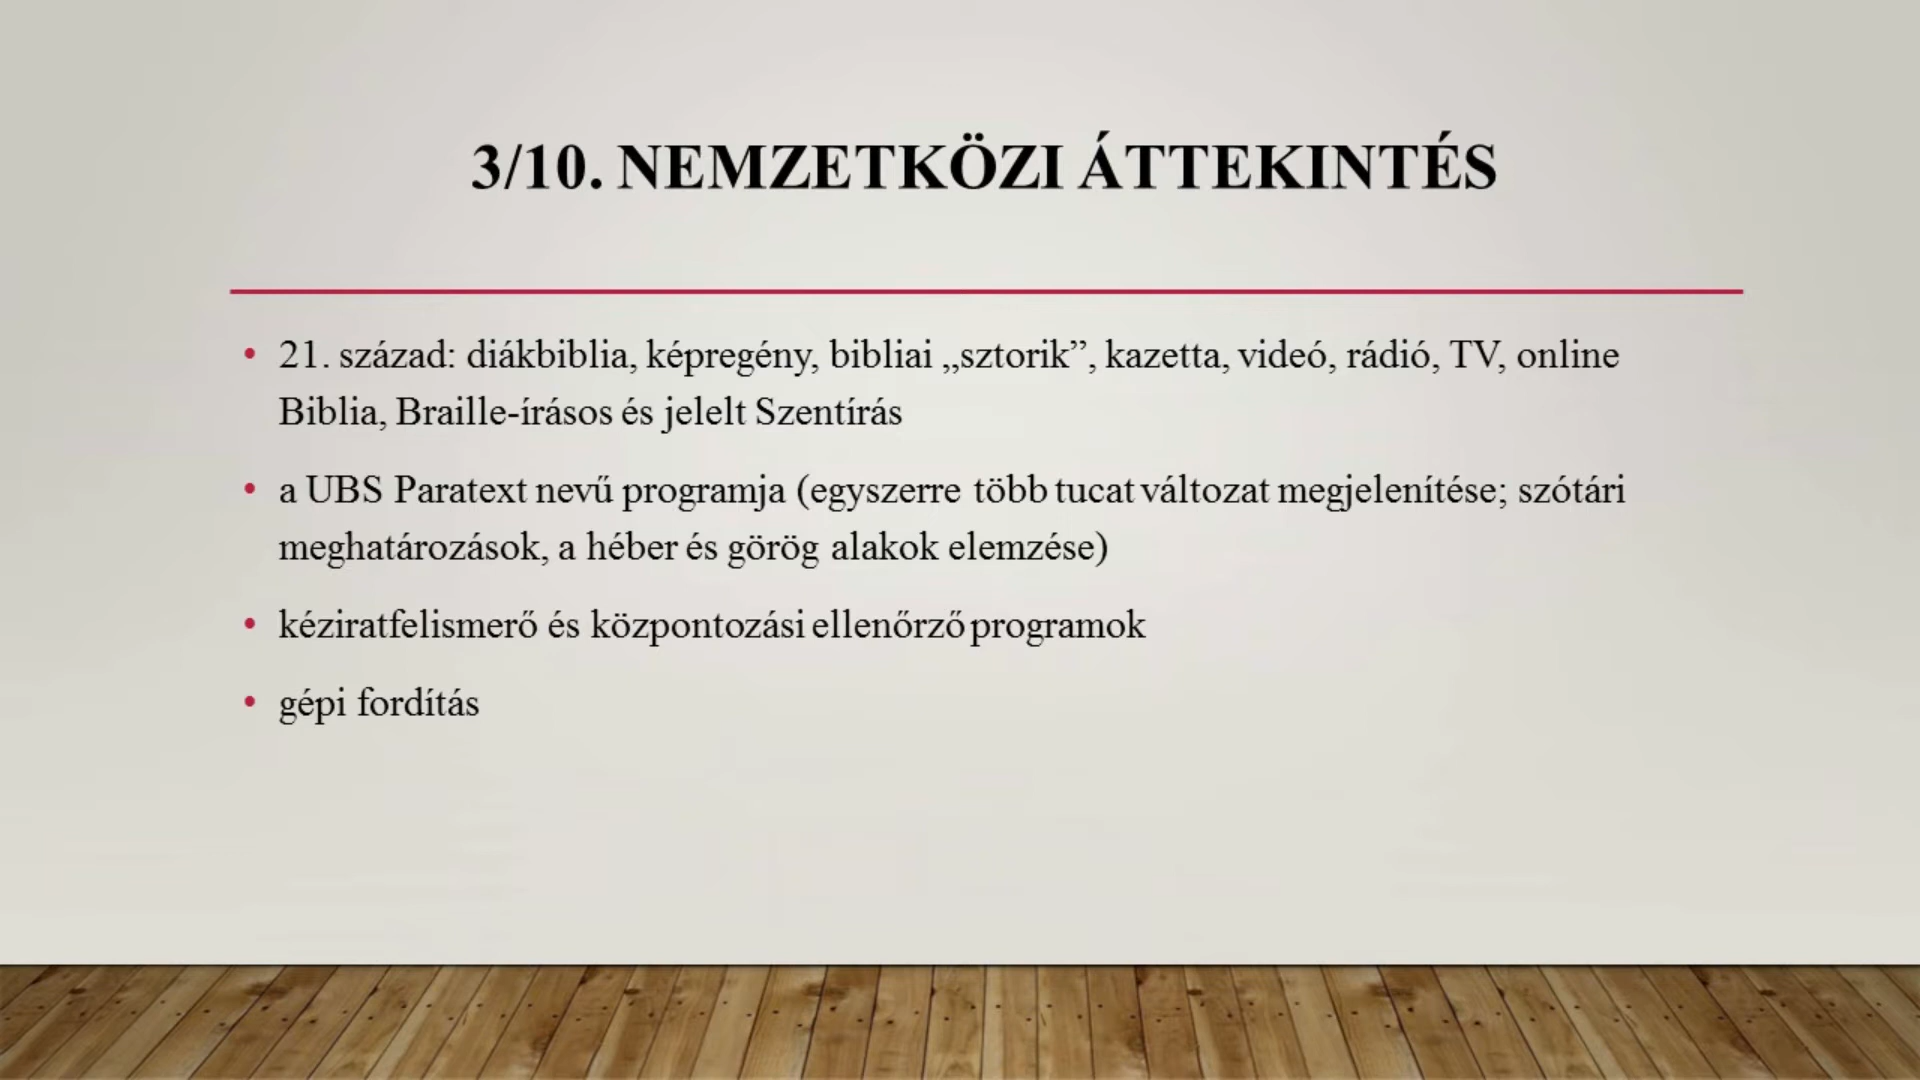 3/10. NEMZETKÖZI ÁTTEKINTÉS
• 21. század: diákbiblia, képregény, bibliai „sztorik”, kazetta, videó, rádió, TV, online
Biblia, Braille-írásos és jelelt Szentírás
• a UBS Paratext nevű programja (egyszerre több tucat változat megjelenítése; szótári
meghatározások, a héber és görög alakok elemzése)
• kéziratfelismerő és központozási ellenőrző programok
• gépi fordítás